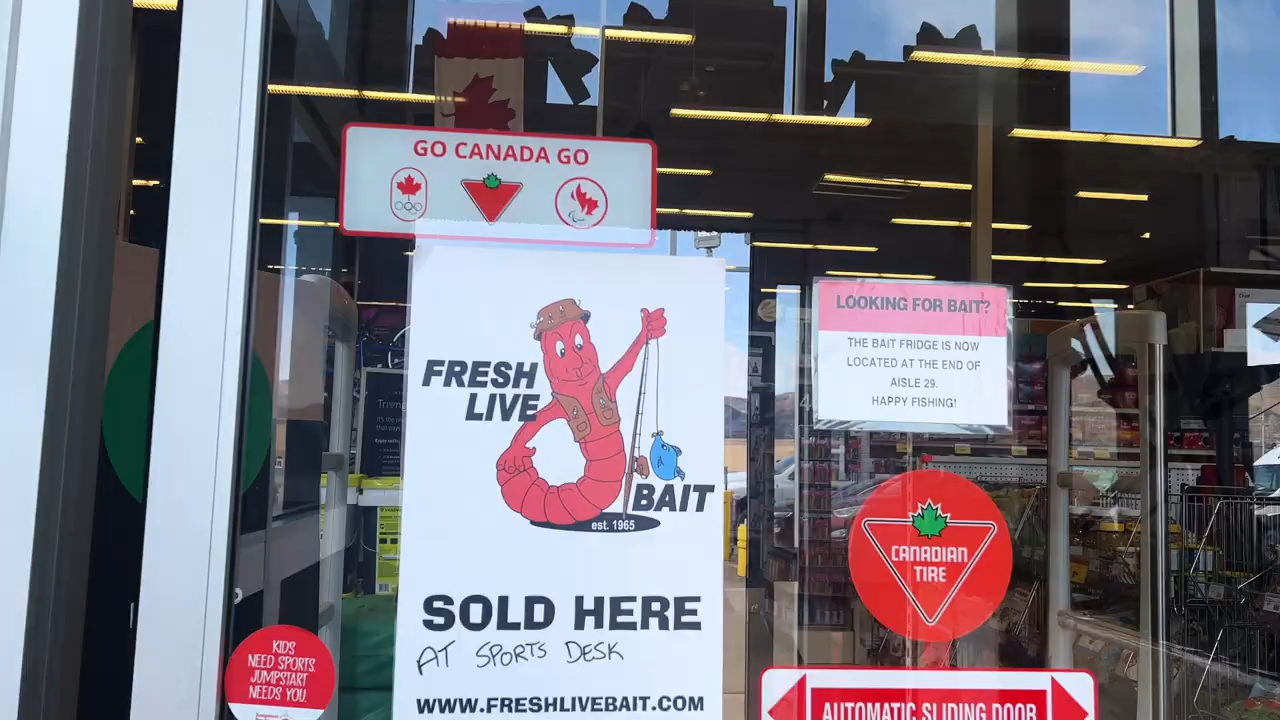 GO CANADA GO
FRESH
LIVE
BAIT
est. 1965
SOLD HERE
AT SPORTS DESK
WWW.FRESHLIVEBAIT.COM
LOOKING FOR BAIT?
THE BAIT FRIDGE IS NOW
LOCATED AT THE END OF
AISLE 29.
HAPPY FISHING!
CANADIAN
TIRE
KIDS
NEED SPORTS.
JUMPSTART
NEEDS YOU.
AUTOMATIC SLIDING DOOR